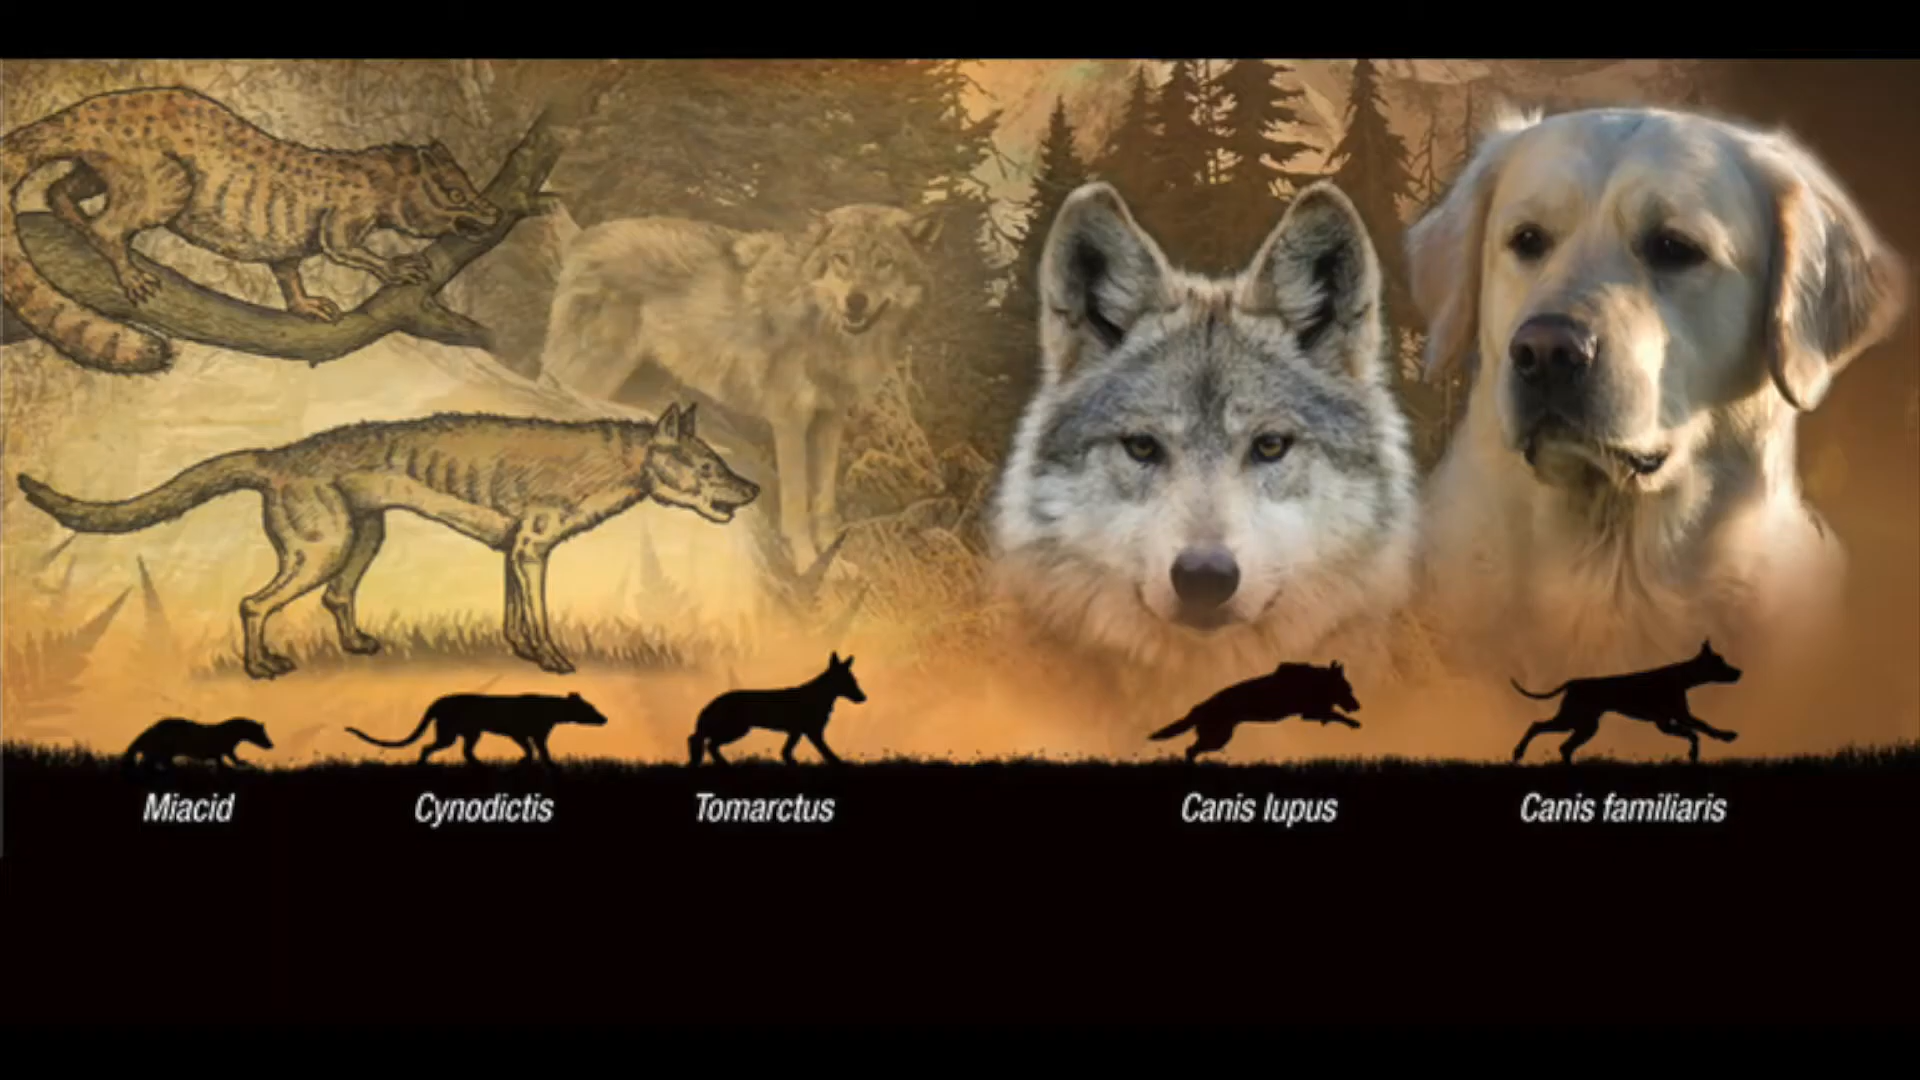 Miacid
Cynodictis
Tomarctus
Canis lupus
Canis familiaris